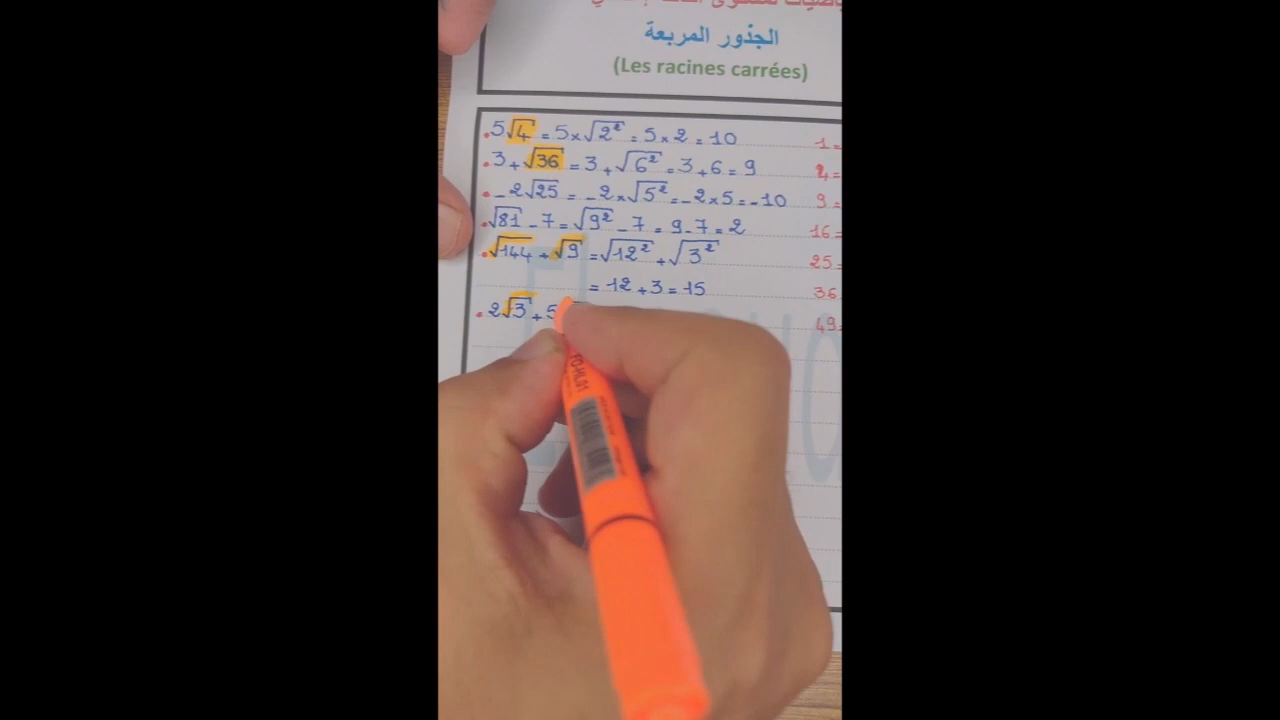 الجذور المربعة
(Les racines carrées)
.5√4 = 5×√2² = 5×2 = 10
.3+√36 = 3+√6² = 3+6 = 9
.-2√25 = -2×√5² = -2×5 = -10
.√81 - 7 = √9² - 7 = 9-7 = 2
.√144 + √9 = √12² + √3²
= 12+3 = 15
.2√3 + 5
1=
4=
9=
16=
25=
36
49=
FO-HL01